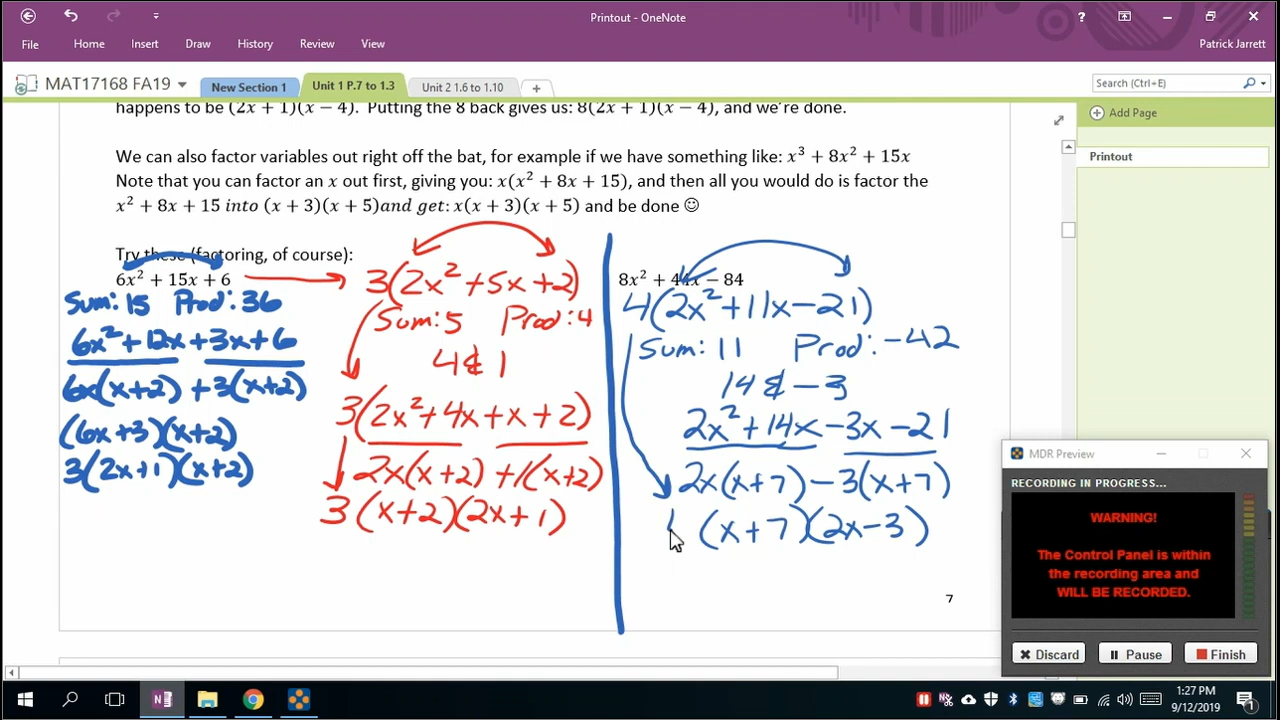 Printout - OneNote
?
File Home Insert Draw History Review View
Patrick Jarrett
MAT17168 FA19
New Section 1
Unit 1 P.7 to 1.3
Unit 2 1.6 to 1.10
+
Search (Ctrl+E)
Add Page
Printout
happens to be (2x + 1)(x − 4). Putting the 8 back gives us: 8(2x + 1)(x − 4), and we’re done.
We can also factor variables out right off the bat, for example if we have something like: x³ + 8x² + 15x
Note that you can factor an x out first, giving you: x(x² + 8x + 15), and then all you would do is factor the
x² + 8x + 15 into (x + 3)(x + 5)and get: x(x + 3)(x + 5) and be done ☺
Try these (factoring, of course):
6x² + 15x + 6
Sum: 15 Prod: 36
6x² + 12x + 3x + 6
6x(x+2) + 3(x+2)
(6x+3)(x+2)
3(2x+1)(x+2)
3(2x² + 5x + 2)
Sum: 5 Prod: 4
4 & 1
3(2x² + 4x + x + 2)
2x(x+2) + 1(x+2)
3(x+2)(2x+1)
8x² + 44x − 84
4(2x² + 11x − 21)
Sum: 11 Prod: −42
14 & −3
2x² + 14x − 3x − 21
2x(x+7) − 3(x+7)
(x+7)(2x−3)
7
MDR Preview
RECORDING IN PROGRESS...
WARNING!
The Control Panel is within
the recording area and
WILL BE RECORDED.
Discard
Pause
Finish
1:27 PM
9/12/2019
1